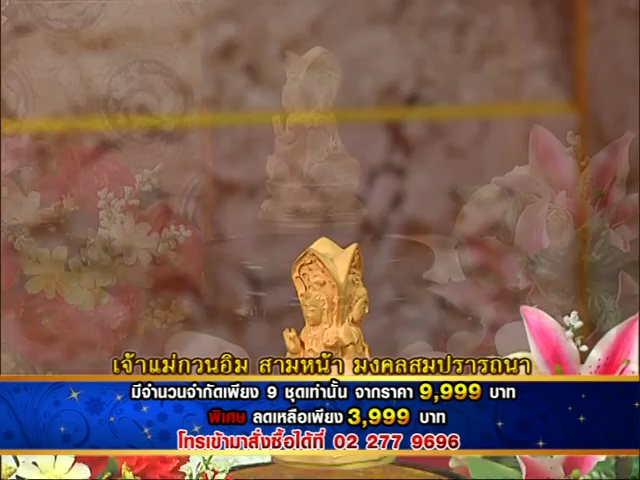 เจ้าแม่กวนอิม สามหน้า มงคลสมปรารถนา
มีจำนวนจำกัดเพียง 9 ชุดเท่านั้น จากราคา 9,999 บาท
พิเศษ ลดเหลือเพียง 3,999 บาท
โทรเข้ามาสั่งซื้อได้ที่ 02 277 9696